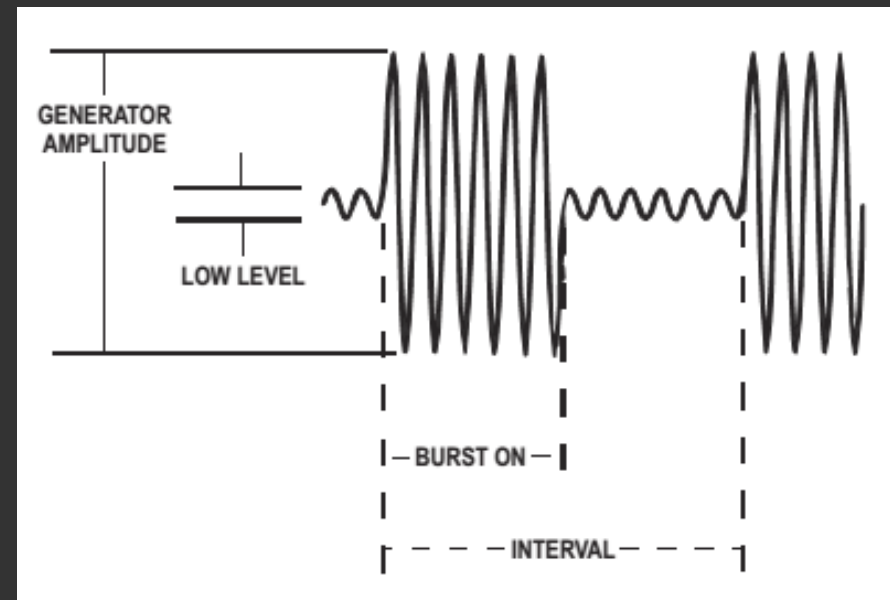 GENERATOR
AMPLITUDE
LOW LEVEL
BURST ON
INTERVAL